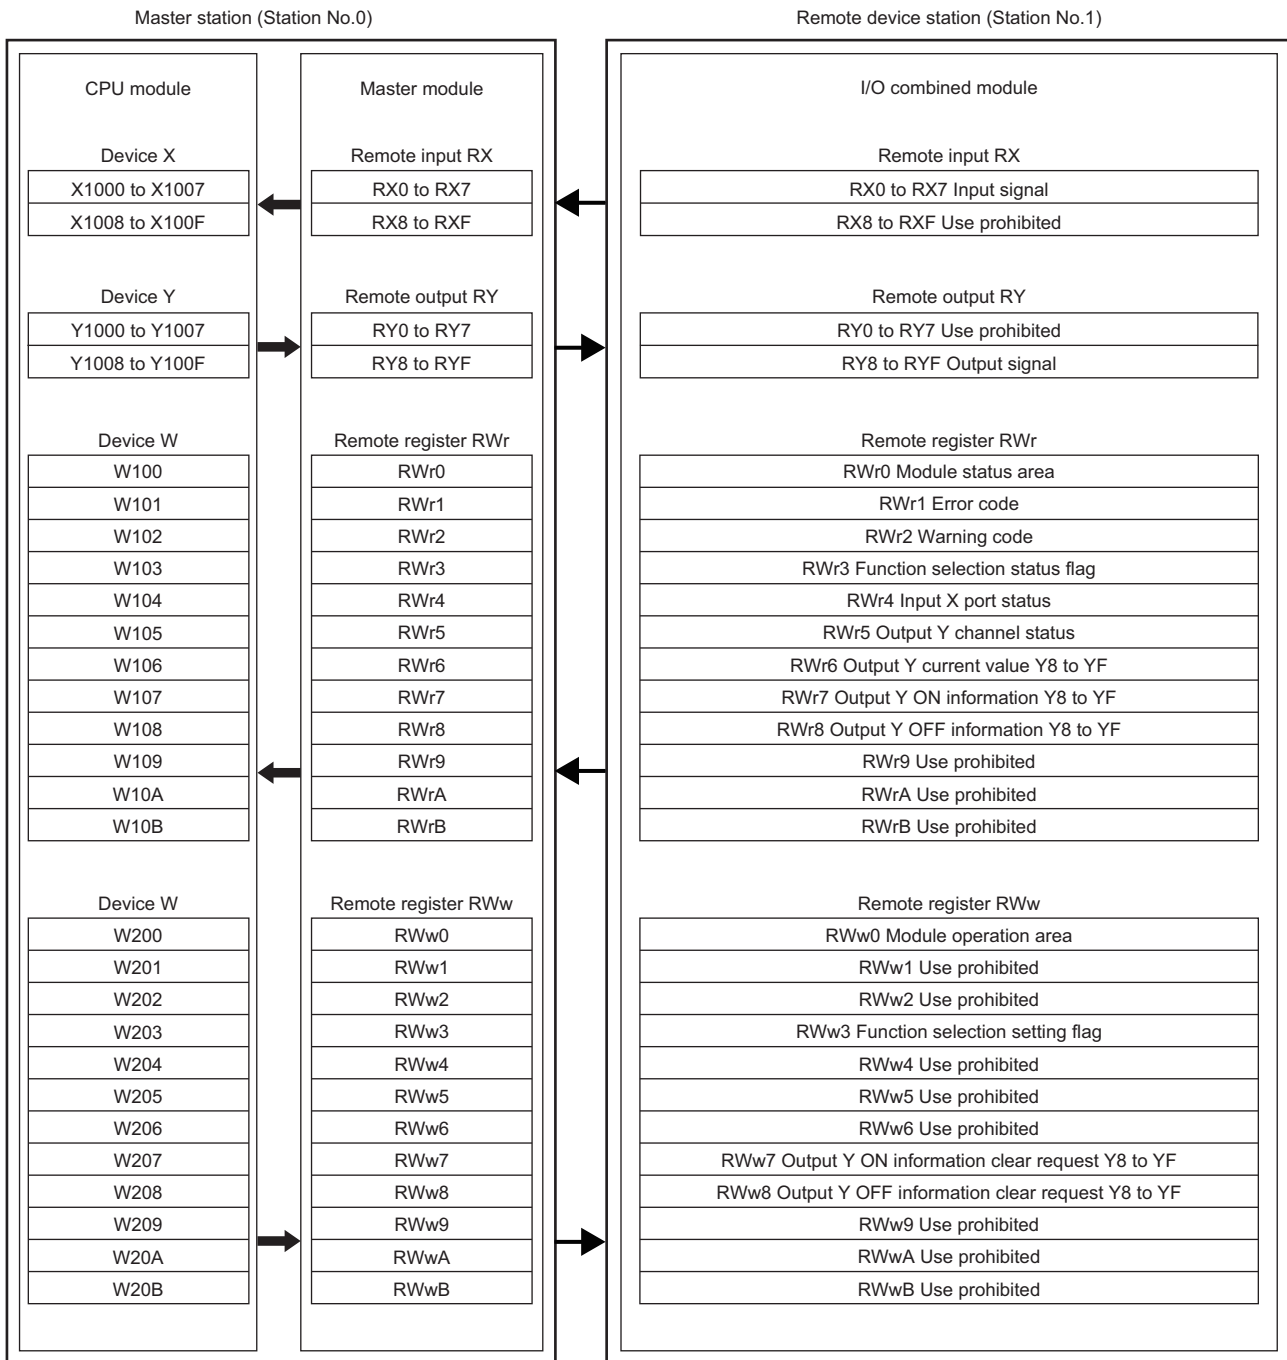 Master station (Station No.0)
Remote device station (Station No.1)
CPU module
Master module
I/O combined module
Device X
Remote input RX
Remote input RX
X1000 to X1007
RX0 to RX7
RX0 to RX7 Input signal
X1008 to X100F
RX8 to RXF
RX8 to RXF Use prohibited
Device Y
Remote output RY
Remote output RY
Y1000 to Y1007
RY0 to RY7
RY0 to RY7 Use prohibited
Y1008 to Y100F
RY8 to RYF
RY8 to RYF Output signal
Device W
Remote register RWr
Remote register RWr
W100
RWr0
RWr0 Module status area
W101
RWr1
RWr1 Error code
W102
RWr2
RWr2 Warning code
W103
RWr3
RWr3 Function selection status flag
W104
RWr4
RWr4 Input X port status
W105
RWr5
RWr5 Output Y channel status
W106
RWr6
RWr6 Output Y current value Y8 to YF
W107
RWr7
RWr7 Output Y ON information Y8 to YF
W108
RWr8
RWr8 Output Y OFF information Y8 to YF
W109
RWr9
RWr9 Use prohibited
W10A
RWrA
RWrA Use prohibited
W10B
RWrB
RWrB Use prohibited
Device W
Remote register RWw
Remote register RWw
W200
RWw0
RWw0 Module operation area
W201
RWw1
RWw1 Use prohibited
W202
RWw2
RWw2 Use prohibited
W203
RWw3
RWw3 Function selection setting flag
W204
RWw4
RWw4 Use prohibited
W205
RWw5
RWw5 Use prohibited
W206
RWw6
RWw6 Use prohibited
W207
RWw7
RWw7 Output Y ON information clear request Y8 to YF
W208
RWw8
RWw8 Output Y OFF information clear request Y8 to YF
W209
RWw9
RWw9 Use prohibited
W20A
RWwA
RWwA Use prohibited
W20B
RWwB
RWwB Use prohibited